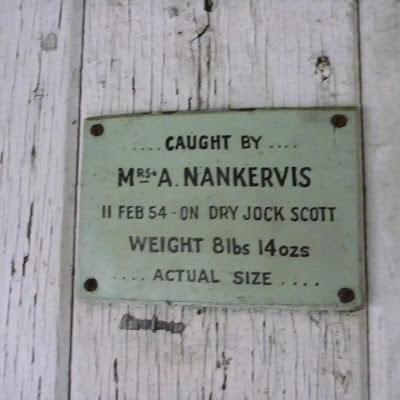 .... CAUGHT BY ....
MRS. A. NANKERVIS
11 FEB 54 - ON DRY JOCK SCOTT
WEIGHT 8lbs 14ozs
.... ACTUAL SIZE ....